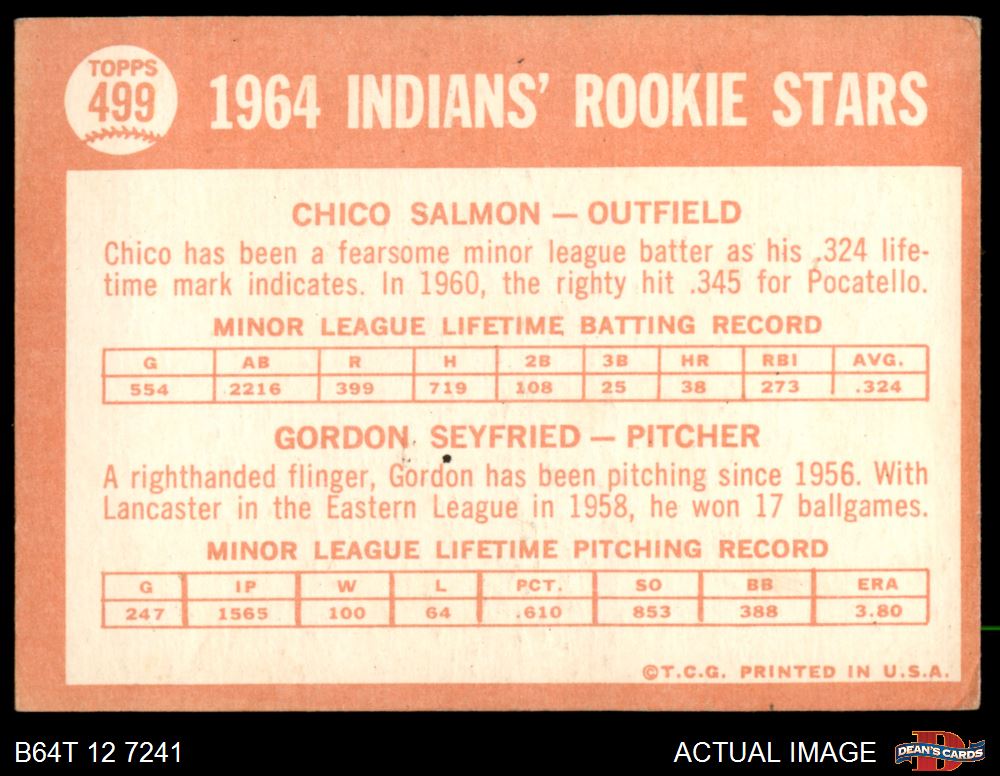 TOPPS
499
1964 INDIANS' ROOKIE STARS
CHICO SALMON — OUTFIELD
Chico has been a fearsome minor league batter as his .324 life-
time mark indicates. In 1960, the righty hit .345 for Pocatello.
MINOR LEAGUE LIFETIME BATTING RECORD
G AB R H 2B 3B HR RBI AVG.
554 2216 399 719 108 25 38 273 .324
GORDON SEYFRIED — PITCHER
A righthanded flinger, Gordon has been pitching since 1956. With
Lancaster in the Eastern League in 1958, he won 17 ballgames.
MINOR LEAGUE LIFETIME PITCHING RECORD
G IP W L PCT. SO BB ERA
247 1565 100 64 .610 853 388 3.80
©T.C.G. PRINTED IN U.S.A.
B64T 12 7241
ACTUAL IMAGE
D
DEAN'S CARDS